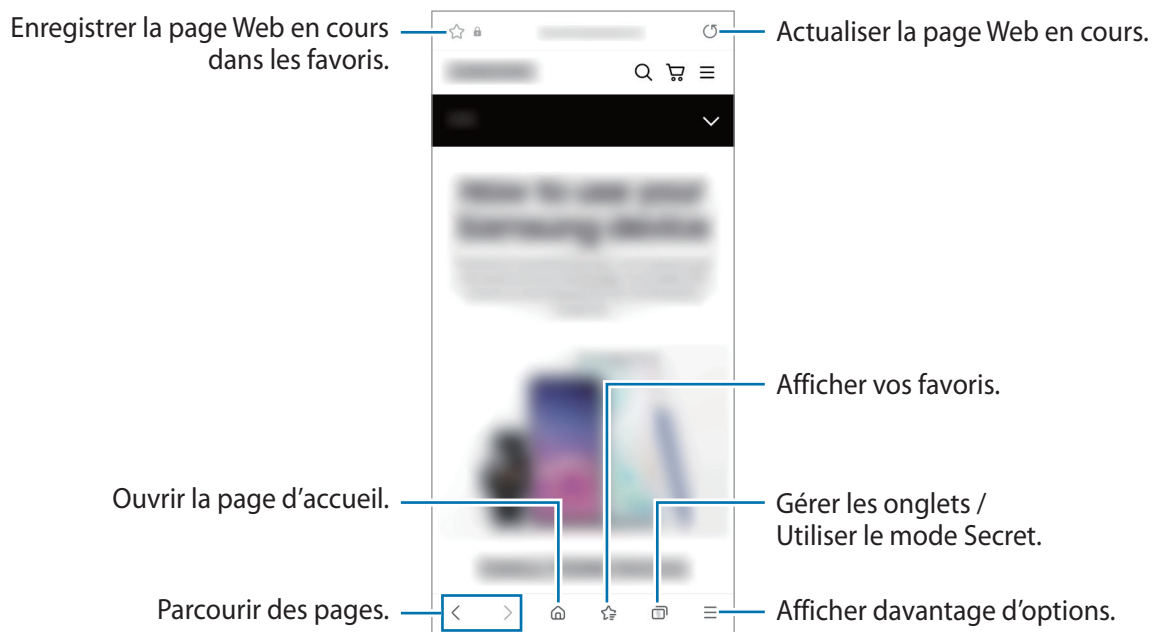 Enregistrer la page Web en cours
dans les favoris.
Actualiser la page Web en cours.
Afficher vos favoris.
Ouvrir la page d’accueil.
Gérer les onglets /
Utiliser le mode Secret.
Parcourir des pages.
Afficher davantage d’options.